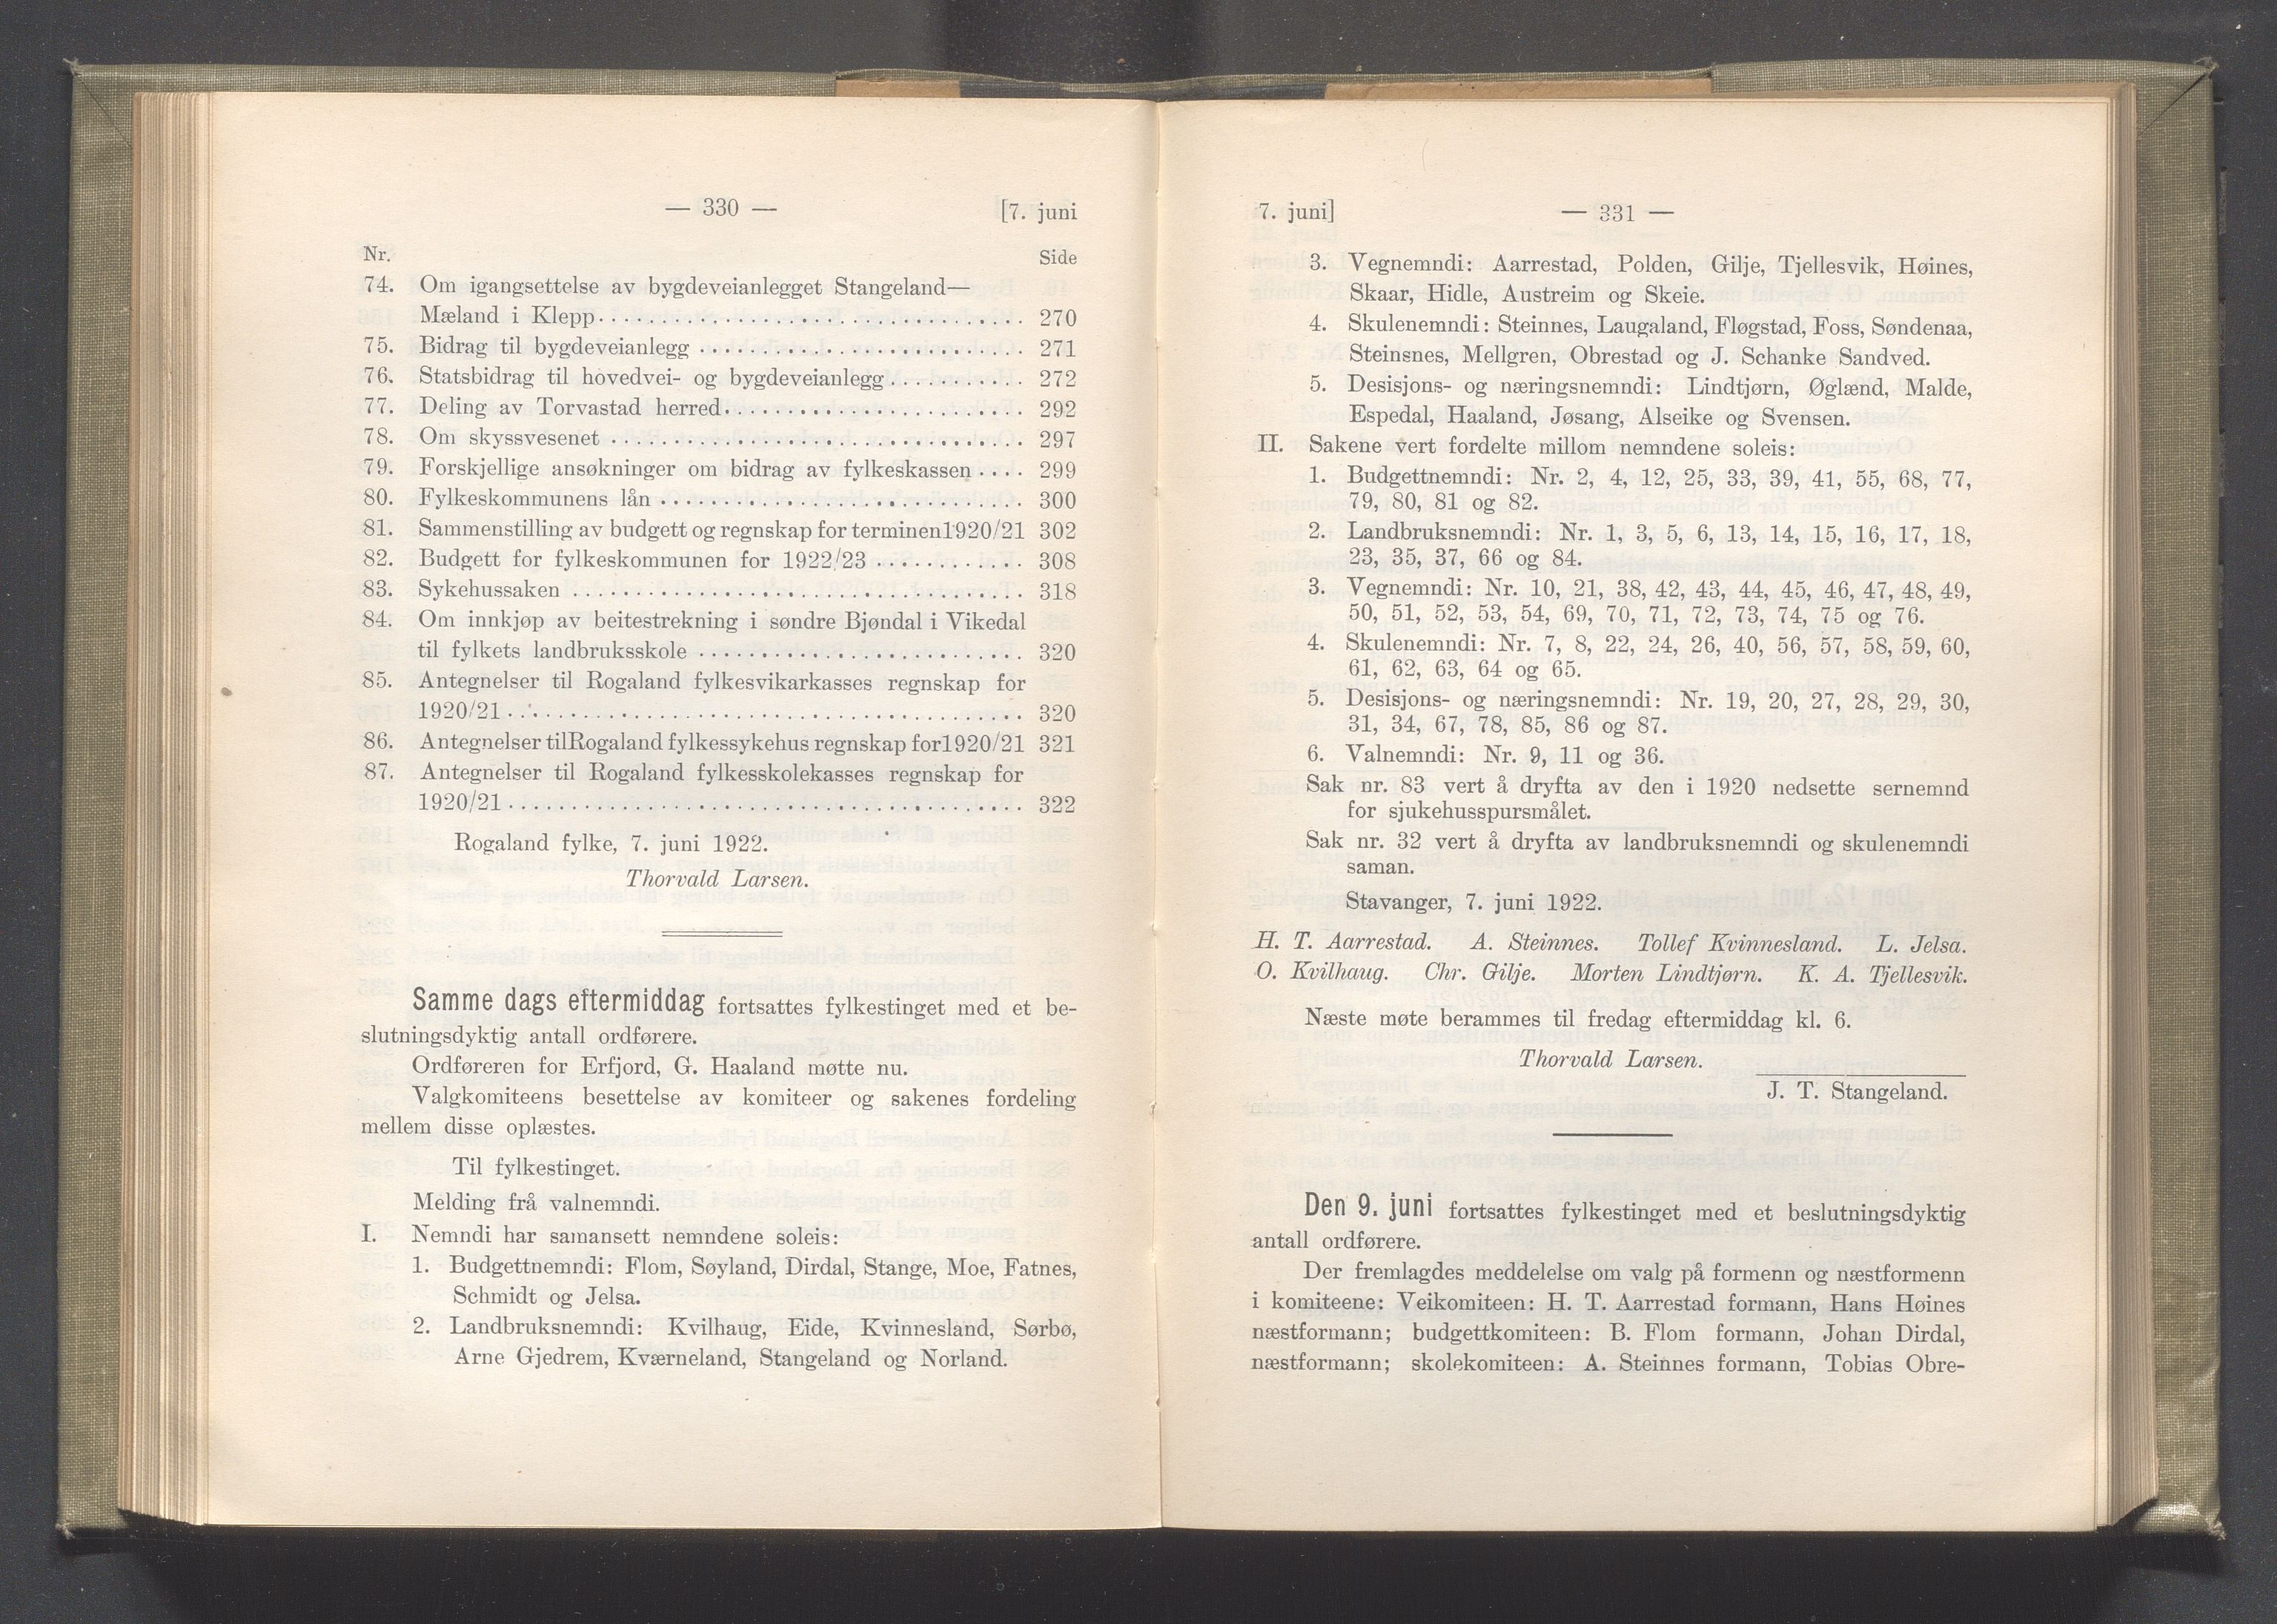 — 330 — [7. juni
Nr. Side
74. Om igangsettelse av bygdeveianlegget Stangeland—
Mæland i Klepp. . . . . . . . . . . . . . . . . . . . . . . . . . . . . . . . . . 270
75. Bidrag til bygdeveianlegg . . . . . . . . . . . . . . . . . . . . . . . . . . 271
76. Statsbidrag til hovedvei- og bygdeveianlegg . . . . . . . . . . . 272
77. Deling av Torvastad herred. . . . . . . . . . . . . . . . . . . . . . . . 292
78. Om skyssvesenet . . . . . . . . . . . . . . . . . . . . . . . . . . . . . . . . . 297
79. Forskjellige ansøkninger om bidrag av fylkeskassen . . . . 299
80. Fylkeskommunens lån . . . . . . . . . . . . . . . . . . . . . . . . . . . . . 300
81. Sammenstilling av budgett og regnskap for terminen 1920/21 302
82. Budgett for fylkeskommunen for 1922/23 . . . . . . . . . . . . 308
83. Sykehussaken . . . . . . . . . . . . . . . . . . . . . . . . . . . . . . . . . . . . 318
84. Om innkjøp av beitestrekning i søndre Bjøndal i Vikedal
til fylkets landbruksskole . . . . . . . . . . . . . . . . . . . . . . . . . . 320
85. Antegnelser til Rogaland fylkesvikarkasses regnskap for
1920/21 . . . . . . . . . . . . . . . . . . . . . . . . . . . . . . . . . . . . . . . . . 320
86. Antegnelser til Rogaland fylkessykehus regnskap for 1920/21 321
87. Antegnelser til Rogaland fylkesskolekasses regnskap for
1920/21 . . . . . . . . . . . . . . . . . . . . . . . . . . . . . . . . . . . . . . . . . 322
Rogaland fylke, 7. juni 1922.
Thorvald Larsen.
Samme dags eftermiddag fortsattes fylkestinget med et be-
slutningsdyktig antall ordførere.
Ordføreren for Erfjord, G. Haaland møtte nu.
Valgkomiteens besettelse av komiteer og sakenes fordeling
mellem disse oplæstes.
Til fylkestinget.
Melding frå valnemndi.
I. Nemndi har samansett nemndene soleis:
1. Budgettnemndi: Flom, Søyland, Dirdal, Stange, Moe, Fatnes,
Schmidt og Jelsa.
2. Landbruksnemndi: Kvilhaug, Eide, Kvinnesland, Sørbø,
Arne Gjedrem, Kværneland, Stangeland og Norland.
7. juni] — 331 —
3. Vegnemndi: Aarrestad, Polden, Gilje, Tjellesvik, Høines,
Skaar, Hidle, Austreim og Skeie.
4. Skulenemndi: Steinnes, Laugaland, Fløgstad, Foss, Søndenaa,
Steinsnes, Mellgren, Obrestad og J. Schanke Sandved.
5. Desisjons- og næringsnemndi: Lindtjørn, Øglænd, Malde,
Espedal, Haaland, Jøsang, Alseike og Svensen.
II. Sakene vert fordelte millom nemndene soleis:
1. Budgettnemndi: Nr. 2, 4, 12, 25, 33, 39, 41, 55, 68, 77,
79, 80, 81 og 82.
2. Landbruksnemndi: Nr. 1, 3, 5, 6, 13, 14, 15, 16, 17, 18,
23, 35, 37, 66 og 84.
3. Vegnemndi: Nr. 10, 21, 38, 42, 43, 44, 45, 46, 47, 48, 49,
50, 51, 52, 53, 54, 69, 70, 71, 72, 73, 74, 75 og 76.
4. Skulenemndi: Nr. 7, 8, 22, 24, 26, 40, 56, 57, 58, 59, 60,
61, 62, 63, 64 og 65.
5. Desisjons- og næringsnemndi: Nr. 19, 20, 27, 28, 29, 30,
31, 34, 67, 78, 85, 86 og 87.
6. Valnemndi: Nr. 9, 11 og 36.
Sak nr. 83 vert å dryfta av den i 1920 nedsette sernemnd
for sjukehusspursmålet.
Sak nr. 32 vert å dryfta av landbruksnemndi og skulenemndi
saman.
Stavanger, 7. juni 1922.
H. T. Aarrestad. A. Steinnes. Tollef Kvinnesland. L. Jelsa.
O. Kvilhaug. Chr. Gilje. Morten Lindtjørn. K. A. Tjellesvik.
Næste møte berammes til fredag eftermiddag kl. 6.
Thorvald Larsen.
J. T. Stangeland.
Den 9. juni fortsattes fylkestinget med et beslutningsdyktig
antall ordførere.
Der fremlagdes meddelelse om valg på formenn og næstformenn
i komiteene: Veikomiteen: H. T. Aarrestad formann, Hans Høines
næstformann; budgettkomiteen: B. Flom formann, Johan Dirdal,
næstformann; skolekomiteen: A. Steinnes formann, Tobias Obre-